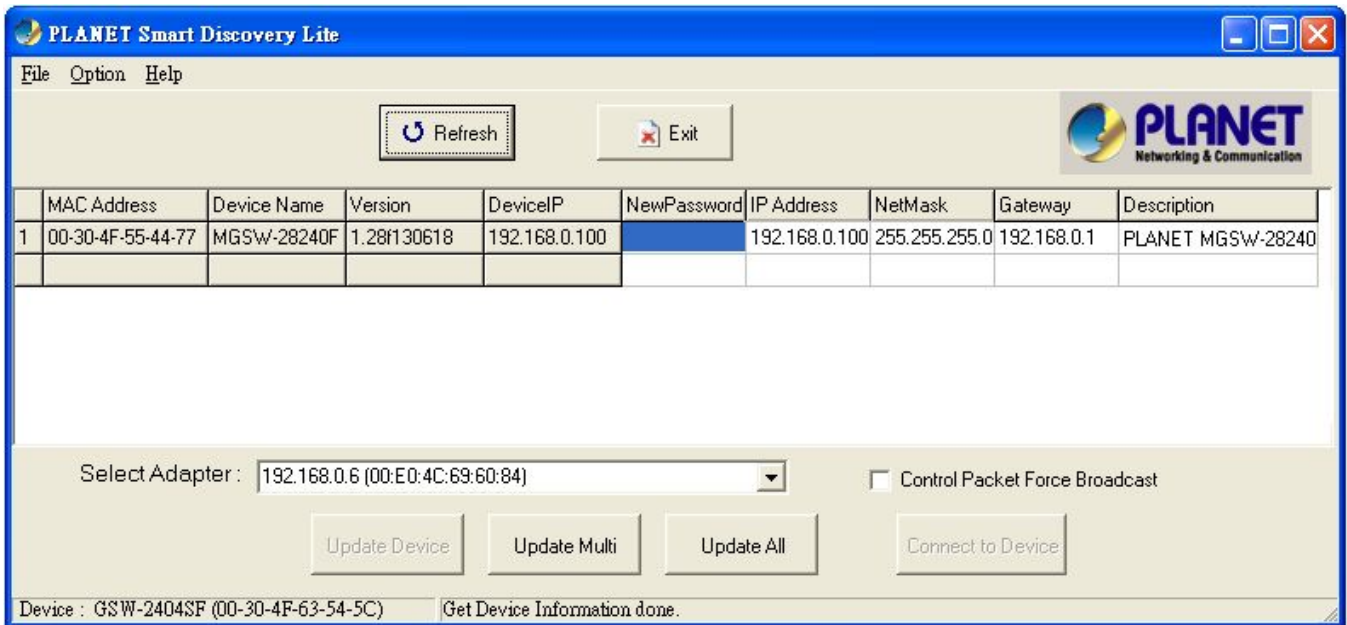 PLANET Smart Discovery Lite
File Option Help
Refresh Exit
PLANET
Networking & Communication
MAC Address Device Name Version DeviceIP NewPassword IP Address NetMask Gateway Description
1 00-30-4F-55-44-77 MGSW-28240F 1.28f130618 192.168.0.100 192.168.0.100 255.255.255.0 192.168.0.1 PLANET MGSW-28240
Select Adapter : 192.168.0.6 (00:E0:4C:69:60:84) Control Packet Force Broadcast
Update Device Update Multi Update All Connect to Device
Device : GSW-2404SF (00-30-4F-63-54-5C) Get Device Information done.